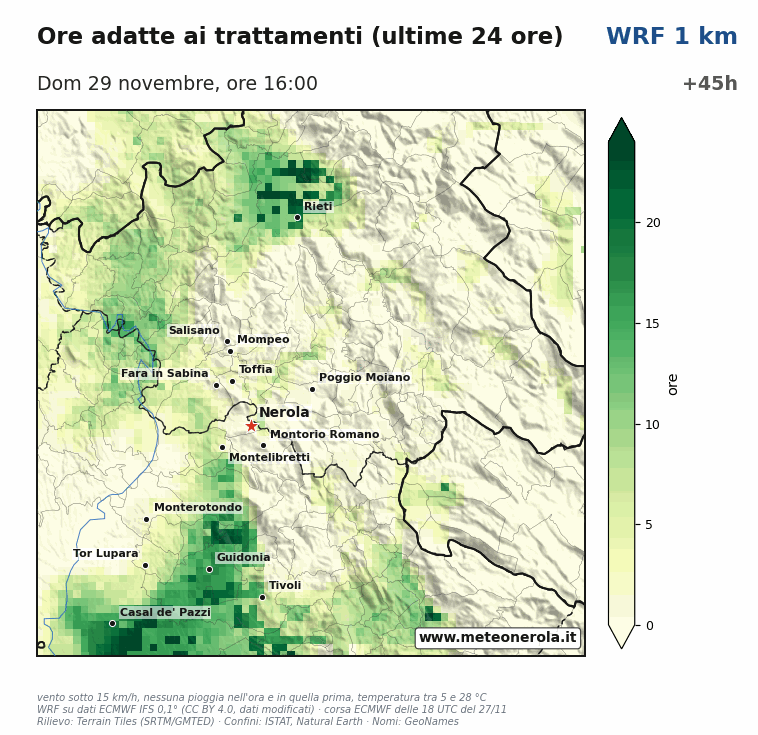 Ore adatte ai trattamenti (ultime 24 ore)
WRF 1 km
Dom 29 novembre, ore 16:00
+45h
Rieti
Salisano
Mompeo
Toffia
Fara in Sabina
Poggio Moiano
Nerola
Montorio Romano
Montelibretti
Monterotondo
Tor Lupara
Guidonia
Tivoli
Casal de' Pazzi
www.meteonerola.it
20
15
10
5
0
ore
vento sotto 15 km/h, nessuna pioggia nell'ora e in quella prima, temperatura tra 5 e 28 °C
WRF su dati ECMWF IFS 0,1° (CC BY 4.0, dati modificati) · corsa ECMWF delle 18 UTC del 27/11
Rilievo: Terrain Tiles (SRTM/GMTED) · Confini: ISTAT, Natural Earth · Nomi: GeoNames